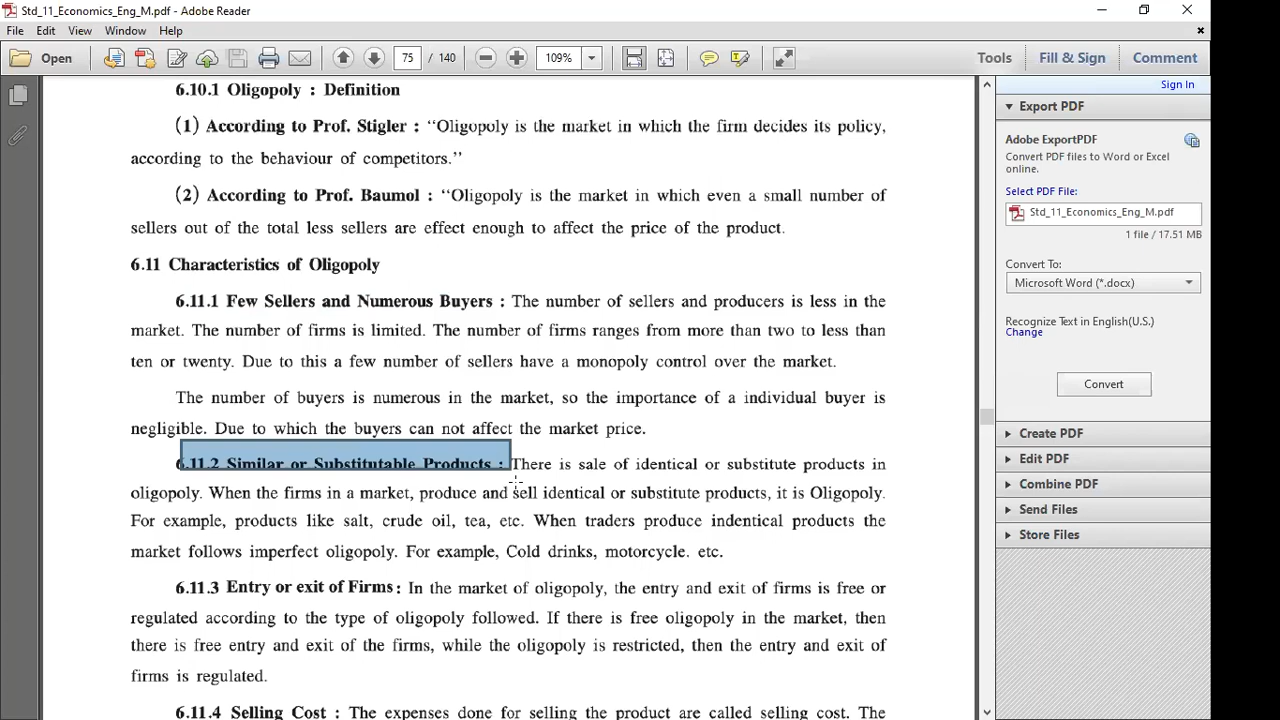 Std_11_Economics_Eng_M.pdf - Adobe Reader
File Edit View Window Help
Open 75 / 140 109% Tools Fill & Sign Comment
Sign In
6.10.1 Oligopoly : Definition
(1) According to Prof. Stigler : “Oligopoly is the market in which the firm decides its policy,
according to the behaviour of competitors.”
(2) According to Prof. Baumol : “Oligopoly is the market in which even a small number of
sellers out of the total less sellers are effect enough to affect the price of the product.
6.11 Characteristics of Oligopoly
6.11.1 Few Sellers and Numerous Buyers : The number of sellers and producers is less in the
market. The number of firms is limited. The number of firms ranges from more than two to less than
ten or twenty. Due to this a few number of sellers have a monopoly control over the market.
The number of buyers is numerous in the market, so the importance of a individual buyer is
negligible. Due to which the buyers can not affect the market price.
6.11.2 Similar or Substitutable Products : There is sale of identical or substitute products in
oligopoly. When the firms in a market, produce and sell identical or substitute products, it is Oligopoly.
For example, products like salt, crude oil, tea, etc. When traders produce indentical products the
market follows imperfect oligopoly. For example, Cold drinks, motorcycle. etc.
6.11.3 Entry or exit of Firms : In the market of oligopoly, the entry and exit of firms is free or
regulated according to the type of oligopoly followed. If there is free oligopoly in the market, then
there is free entry and exit of the firms, while the oligopoly is restricted, then the entry and exit of
firms is regulated.
6.11.4 Selling Cost : The expenses done for selling the product are called selling cost. The
Export PDF
Adobe ExportPDF
Convert PDF files to Word or Excel
online.
Select PDF File:
Std_11_Economics_Eng_M.pdf
1 file / 17.51 MB
Convert To:
Microsoft Word (*.docx)
Recognize Text in English(U.S.)
Change
Convert
Create PDF
Edit PDF
Combine PDF
Send Files
Store Files